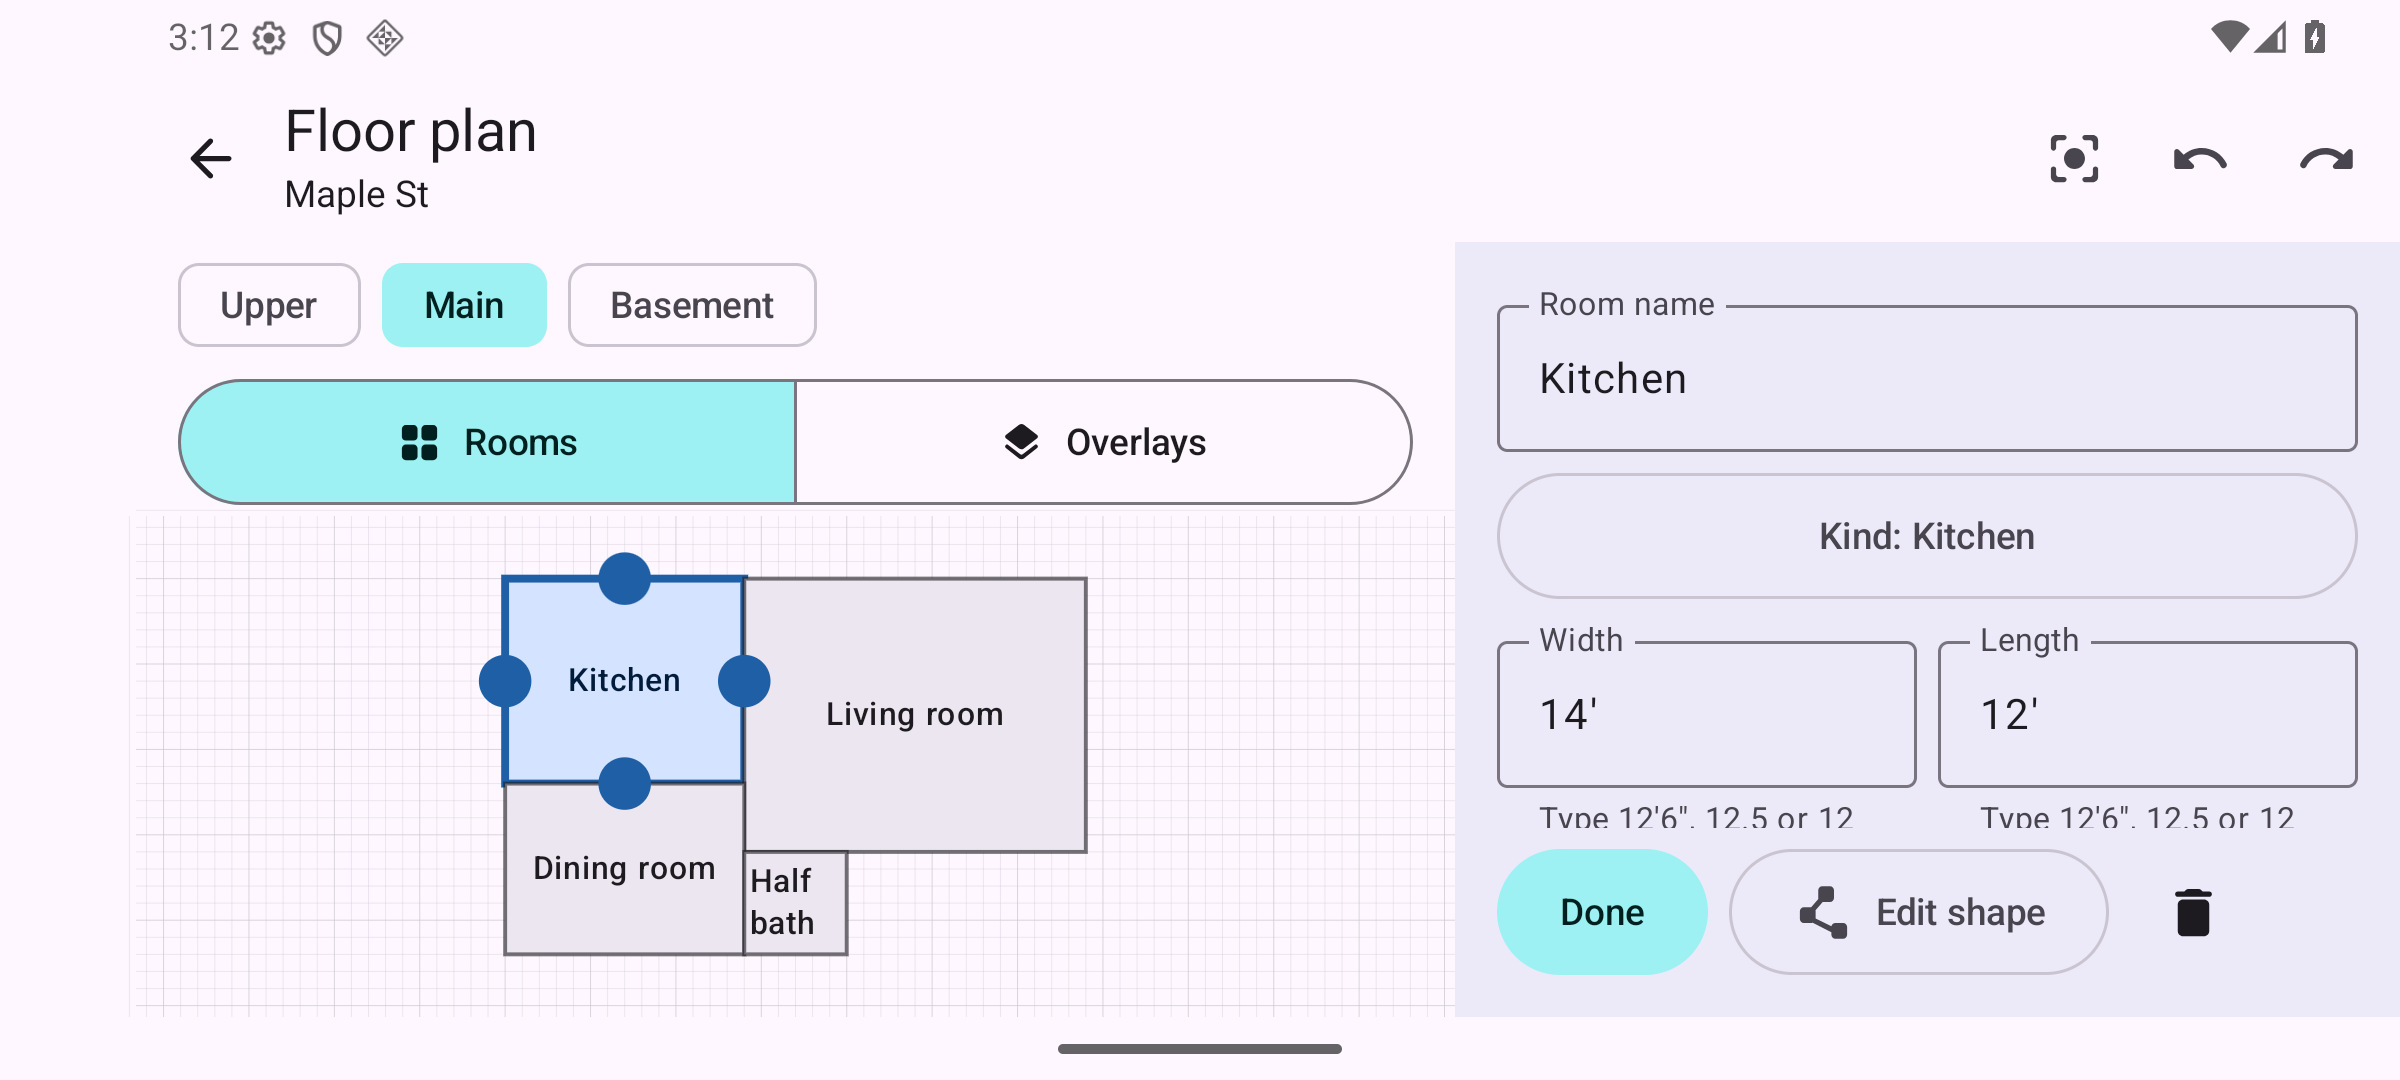 3:12
Floor plan
Maple St
Upper
Main
Basement
Rooms
Overlays
Kitchen
Living room
Dining room
Half
bath
Room name
Kitchen
Kind: Kitchen
Width
14'
Length
12'
Type 12'6", 12.5 or 12
Type 12'6", 12.5 or 12
Done
Edit shape